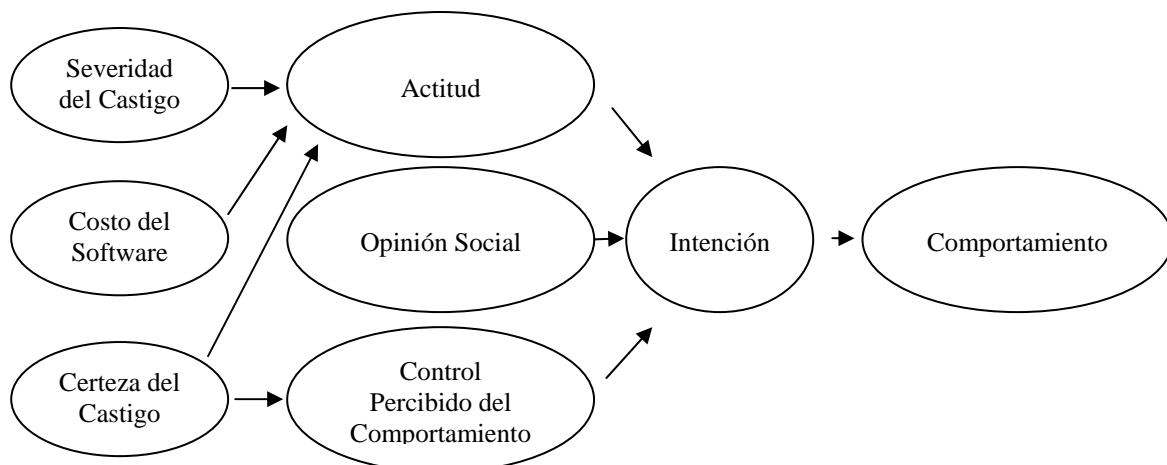 Severidad
del Castigo
Actitud
Costo del
Software
Opinión Social
Intención
Comportamiento
Certeza del
Castigo
Control
Percibido del
Comportamiento